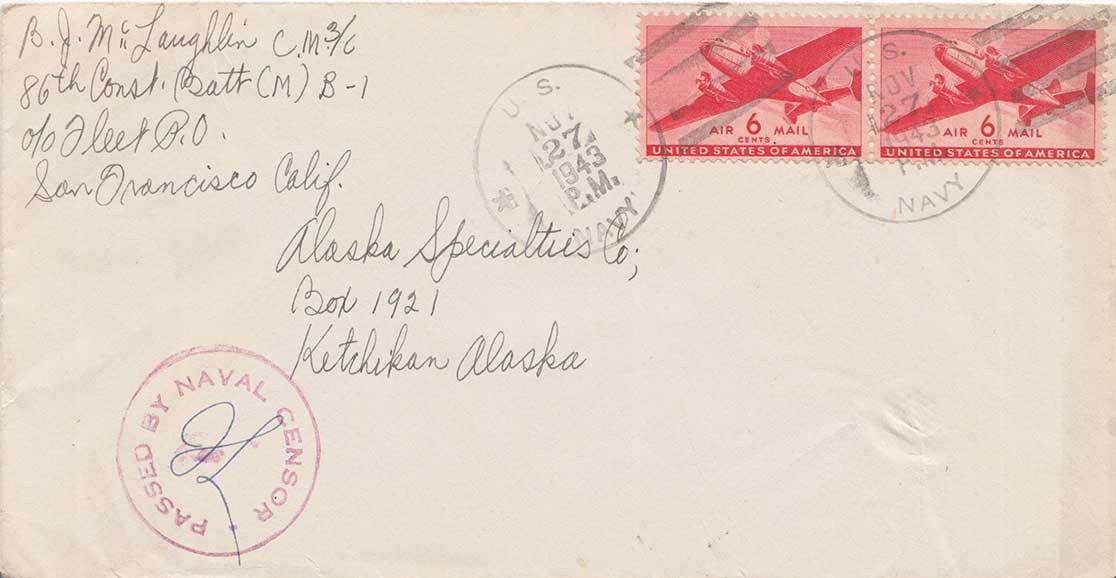 B. J. McLaughlin C.M. 3/c
86th Const. Batt (M) B-1
c/o Fleet P.O.
San Francisco Calif.
U. S.
NOV
27
1943
P.M.
NAVY
U. S.
NOV
27
1943
P.M.
NAVY
AIR 6 MAIL
CENTS
UNITED STATES OF AMERICA
AIR 6 MAIL
CENTS
UNITED STATES OF AMERICA
Alaska Specialties Co;
Box 1921
Ketchikan Alaska
PASSED BY NAVAL CENSOR